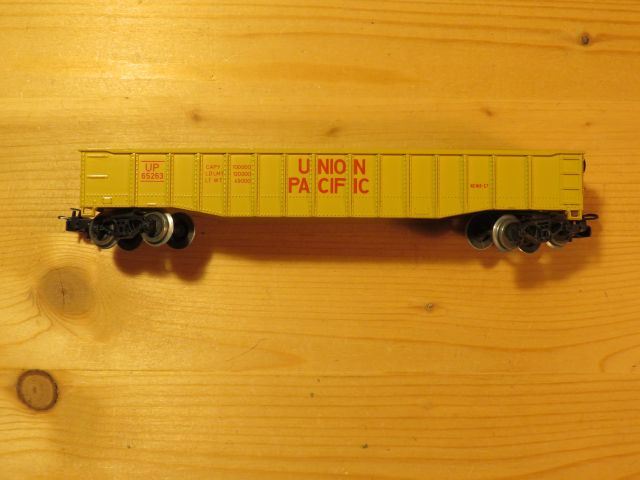 UP
65263
CAPY 100000
LD LMT 120000
LT WT 49000
UNION
PACIFIC